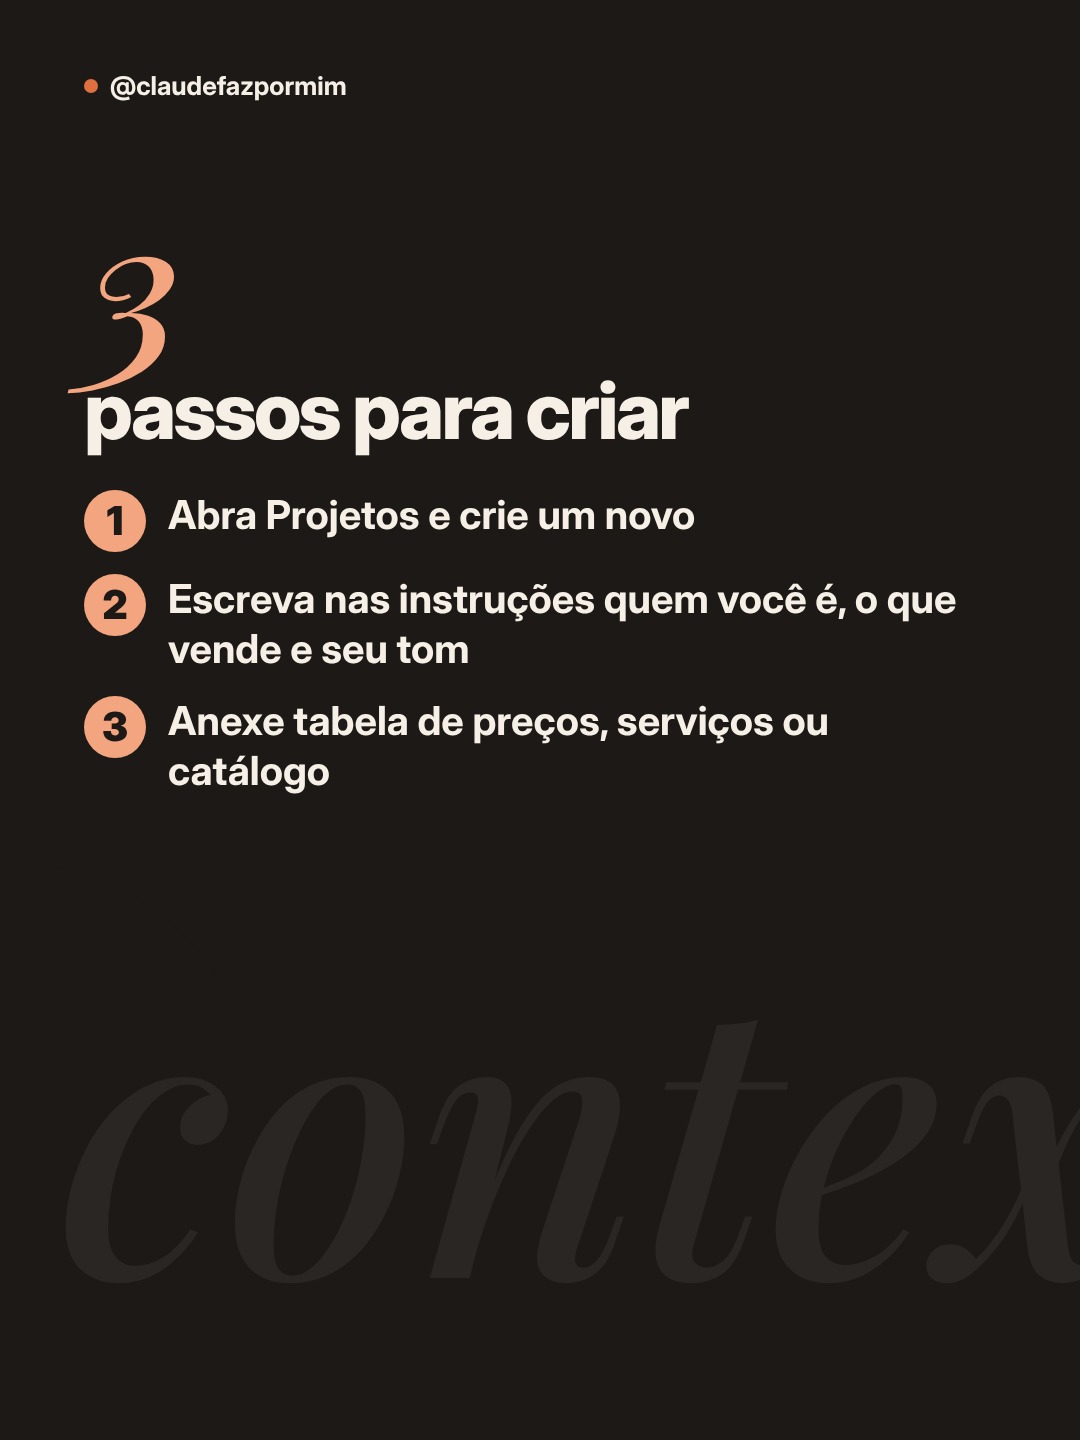 @claudefazpormim
3
passos para criar
1 Abra Projetos e crie um novo
2 Escreva nas instruções quem você é, o que
vende e seu tom
3 Anexe tabela de preços, serviços ou
catálogo
contex